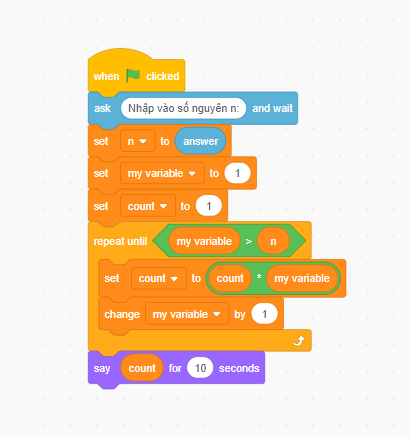 when clicked
ask Nhập vào số nguyên n: and wait
set n to answer
set my variable to 1
set count to 1
repeat until my variable > n
set count to count * my variable
change my variable by 1
say count for 10 seconds